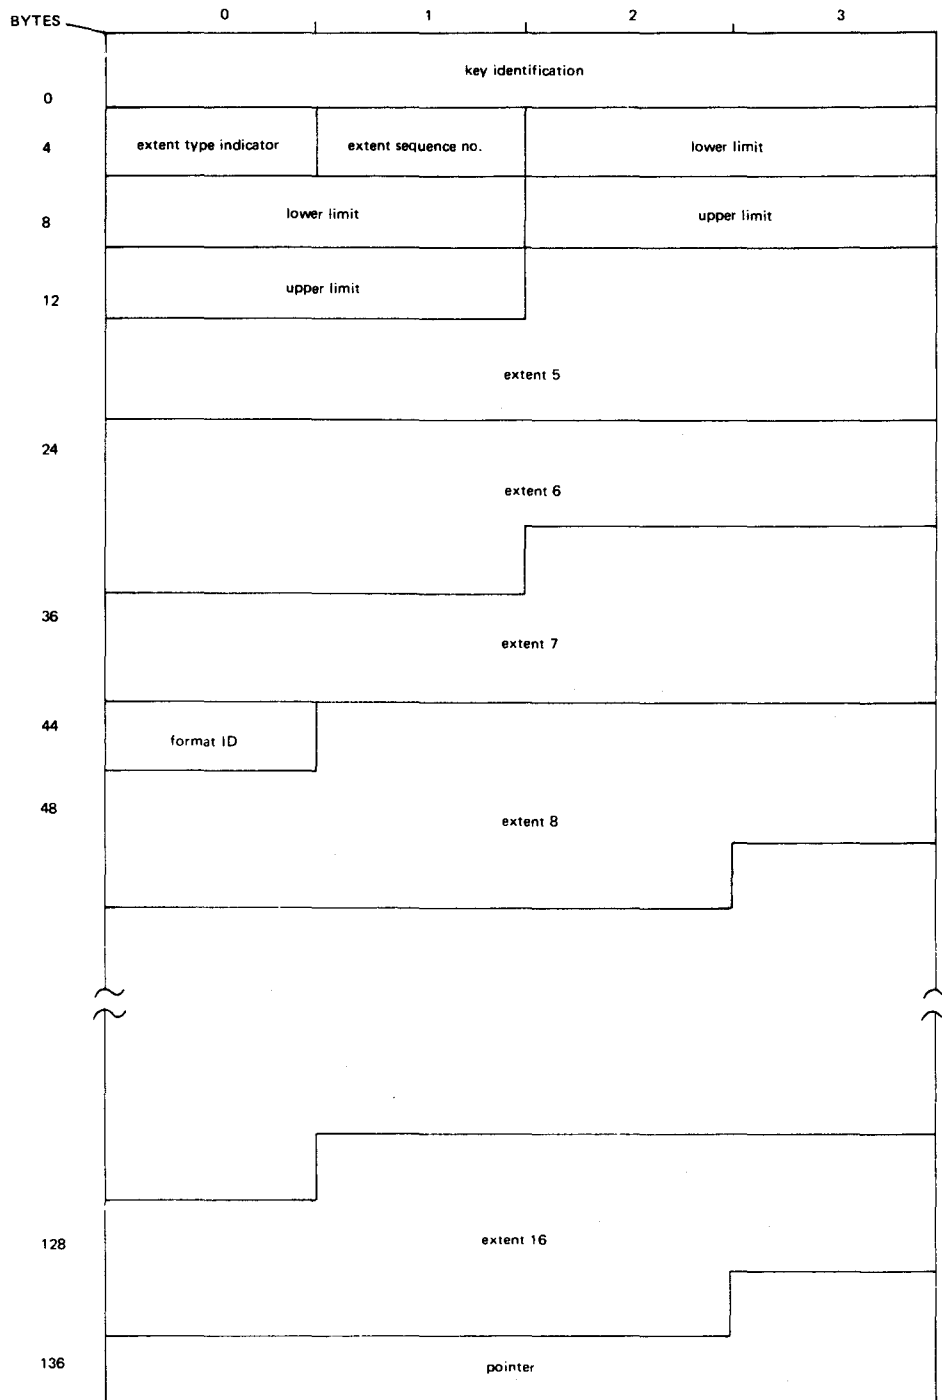 BYTES 0 1 2 3
key identification
0
4 extent type indicator extent sequence no. lower limit
8 lower limit upper limit
12 upper limit
extent 5
24
extent 6
36
extent 7
44 format ID
48 extent 8
128 extent 16
136 pointer